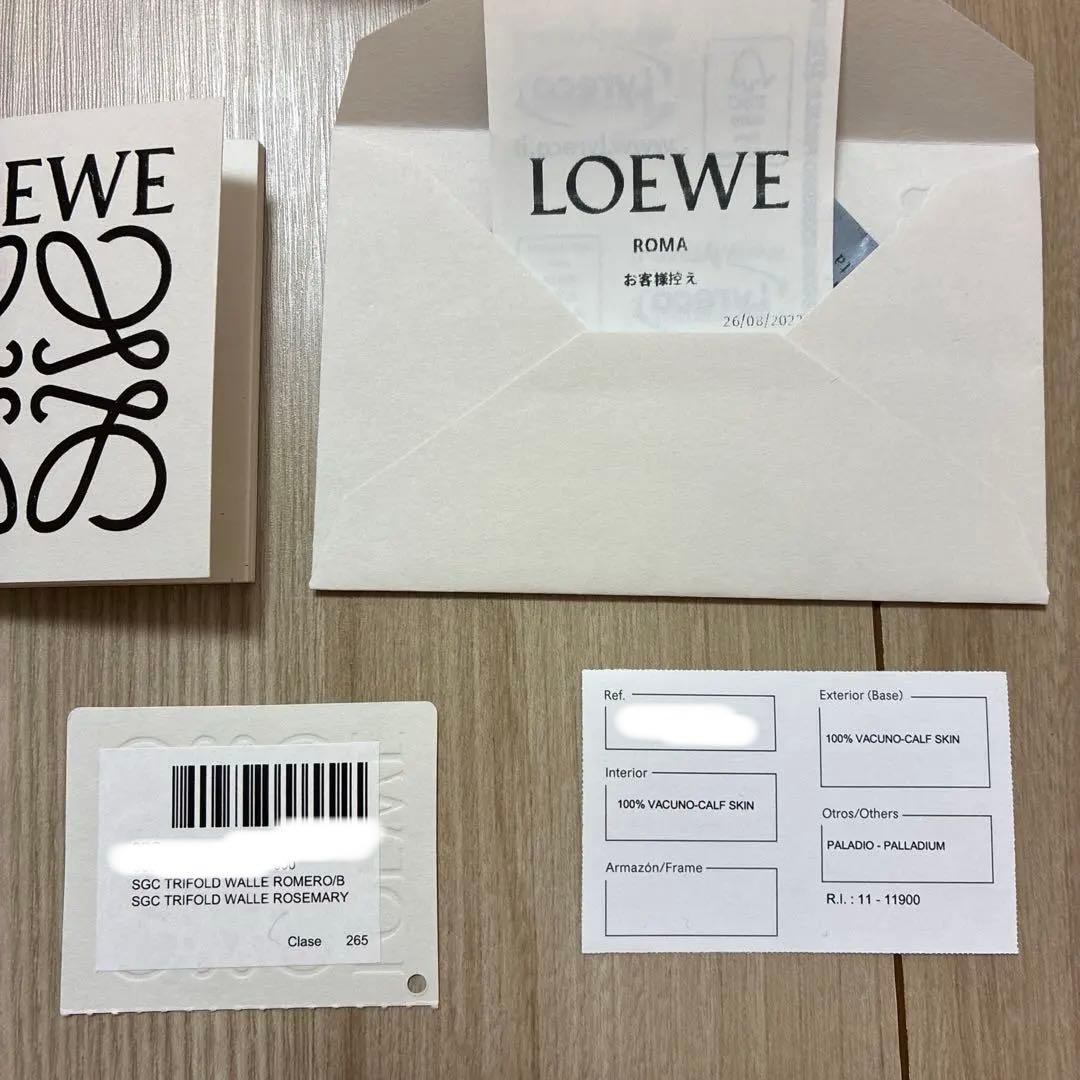 EWE
LOEWE
ROMA
お客様控え
26/08/202
SGC TRIFOLD WALLE ROMERO/B
SGC TRIFOLD WALLE ROSEMARY
Clase 265
Ref.
Exterior (Base)
100% VACUNO-CALF SKIN
Interior
100% VACUNO-CALF SKIN
Otros/Others
PALADIO - PALLADIUM
Armazón/Frame
R.I. : 11 - 11900